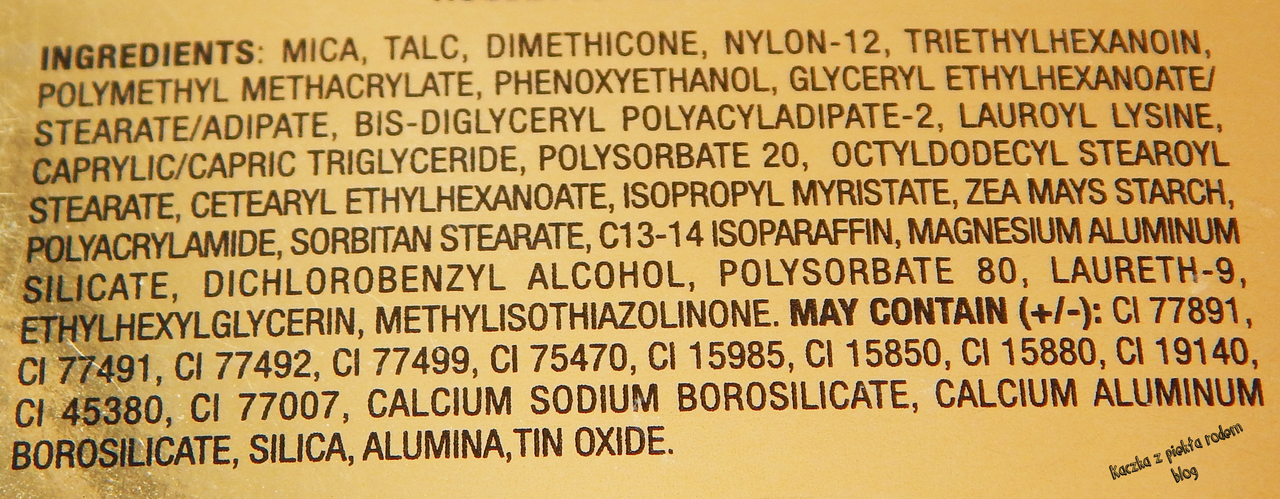 INGREDIENTS: MICA, TALC, DIMETHICONE, NYLON-12, TRIETHYLHEXANOIN,
POLYMETHYL METHACRYLATE, PHENOXYETHANOL, GLYCERYL ETHYLHEXANOATE/
STEARATE/ADIPATE, BIS-DIGLYCERYL POLYACYLADIPATE-2, LAUROYL LYSINE,
CAPRYLIC/CAPRIC TRIGLYCERIDE, POLYSORBATE 20, OCTYLDODECYL STEAROYL
STEARATE, CETEARYL ETHYLHEXANOATE, ISOPROPYL MYRISTATE, ZEA MAYS STARCH,
POLYACRYLAMIDE, SORBITAN STEARATE, C13-14 ISOPARAFFIN, MAGNESIUM ALUMINUM
SILICATE, DICHLOROBENZYL ALCOHOL, POLYSORBATE 80, LAURETH-9,
ETHYLHEXYLGLYCERIN, METHYLISOTHIAZOLINONE. MAY CONTAIN (+/-): CI 77891,
CI 77491, CI 77492, CI 77499, CI 75470, CI 15985, CI 15850, CI 15880, CI 19140,
CI 45380, CI 77007, CALCIUM SODIUM BOROSILICATE, CALCIUM ALUMINUM
BOROSILICATE, SILICA, ALUMINA,TIN OXIDE.
Kaczka z piekła rodem
blog